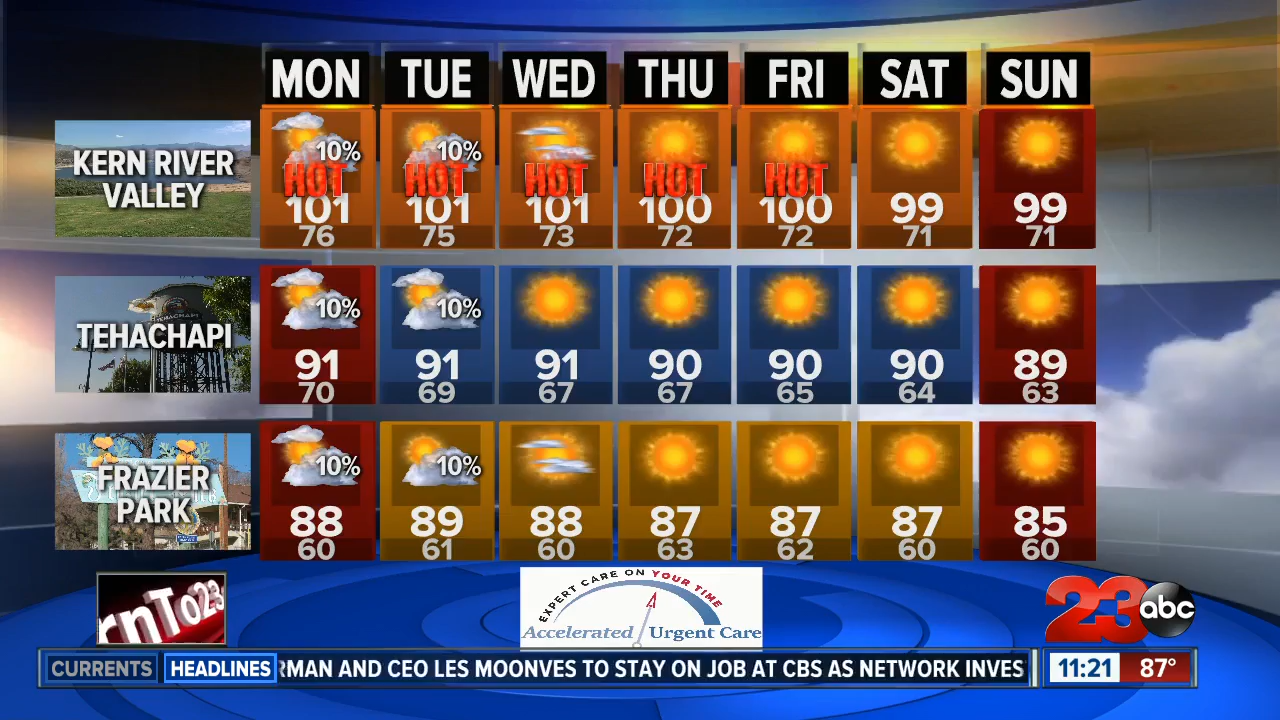 MON TUE WED THU FRI SAT SUN
KERN RIVER
VALLEY
10% 10%
HOT HOT HOT HOT HOT
101 101 101 100 100 99 99
76 75 73 72 72 71 71
TEHACHAPI
10% 10%
91 91 91 90 90 90 89
70 69 67 67 65 64 63
FRAZIER
PARK
10% 10%
88 89 88 87 87 87 85
60 61 60 63 62 60 60
rnTo23
EXPERT CARE ON YOUR TIME
Accelerated Urgent Care
23 abc
CURRENTS HEADLINES RMAN AND CEO LES MOONVES TO STAY ON JOB AT CBS AS NETWORK INVES 11:21 87°